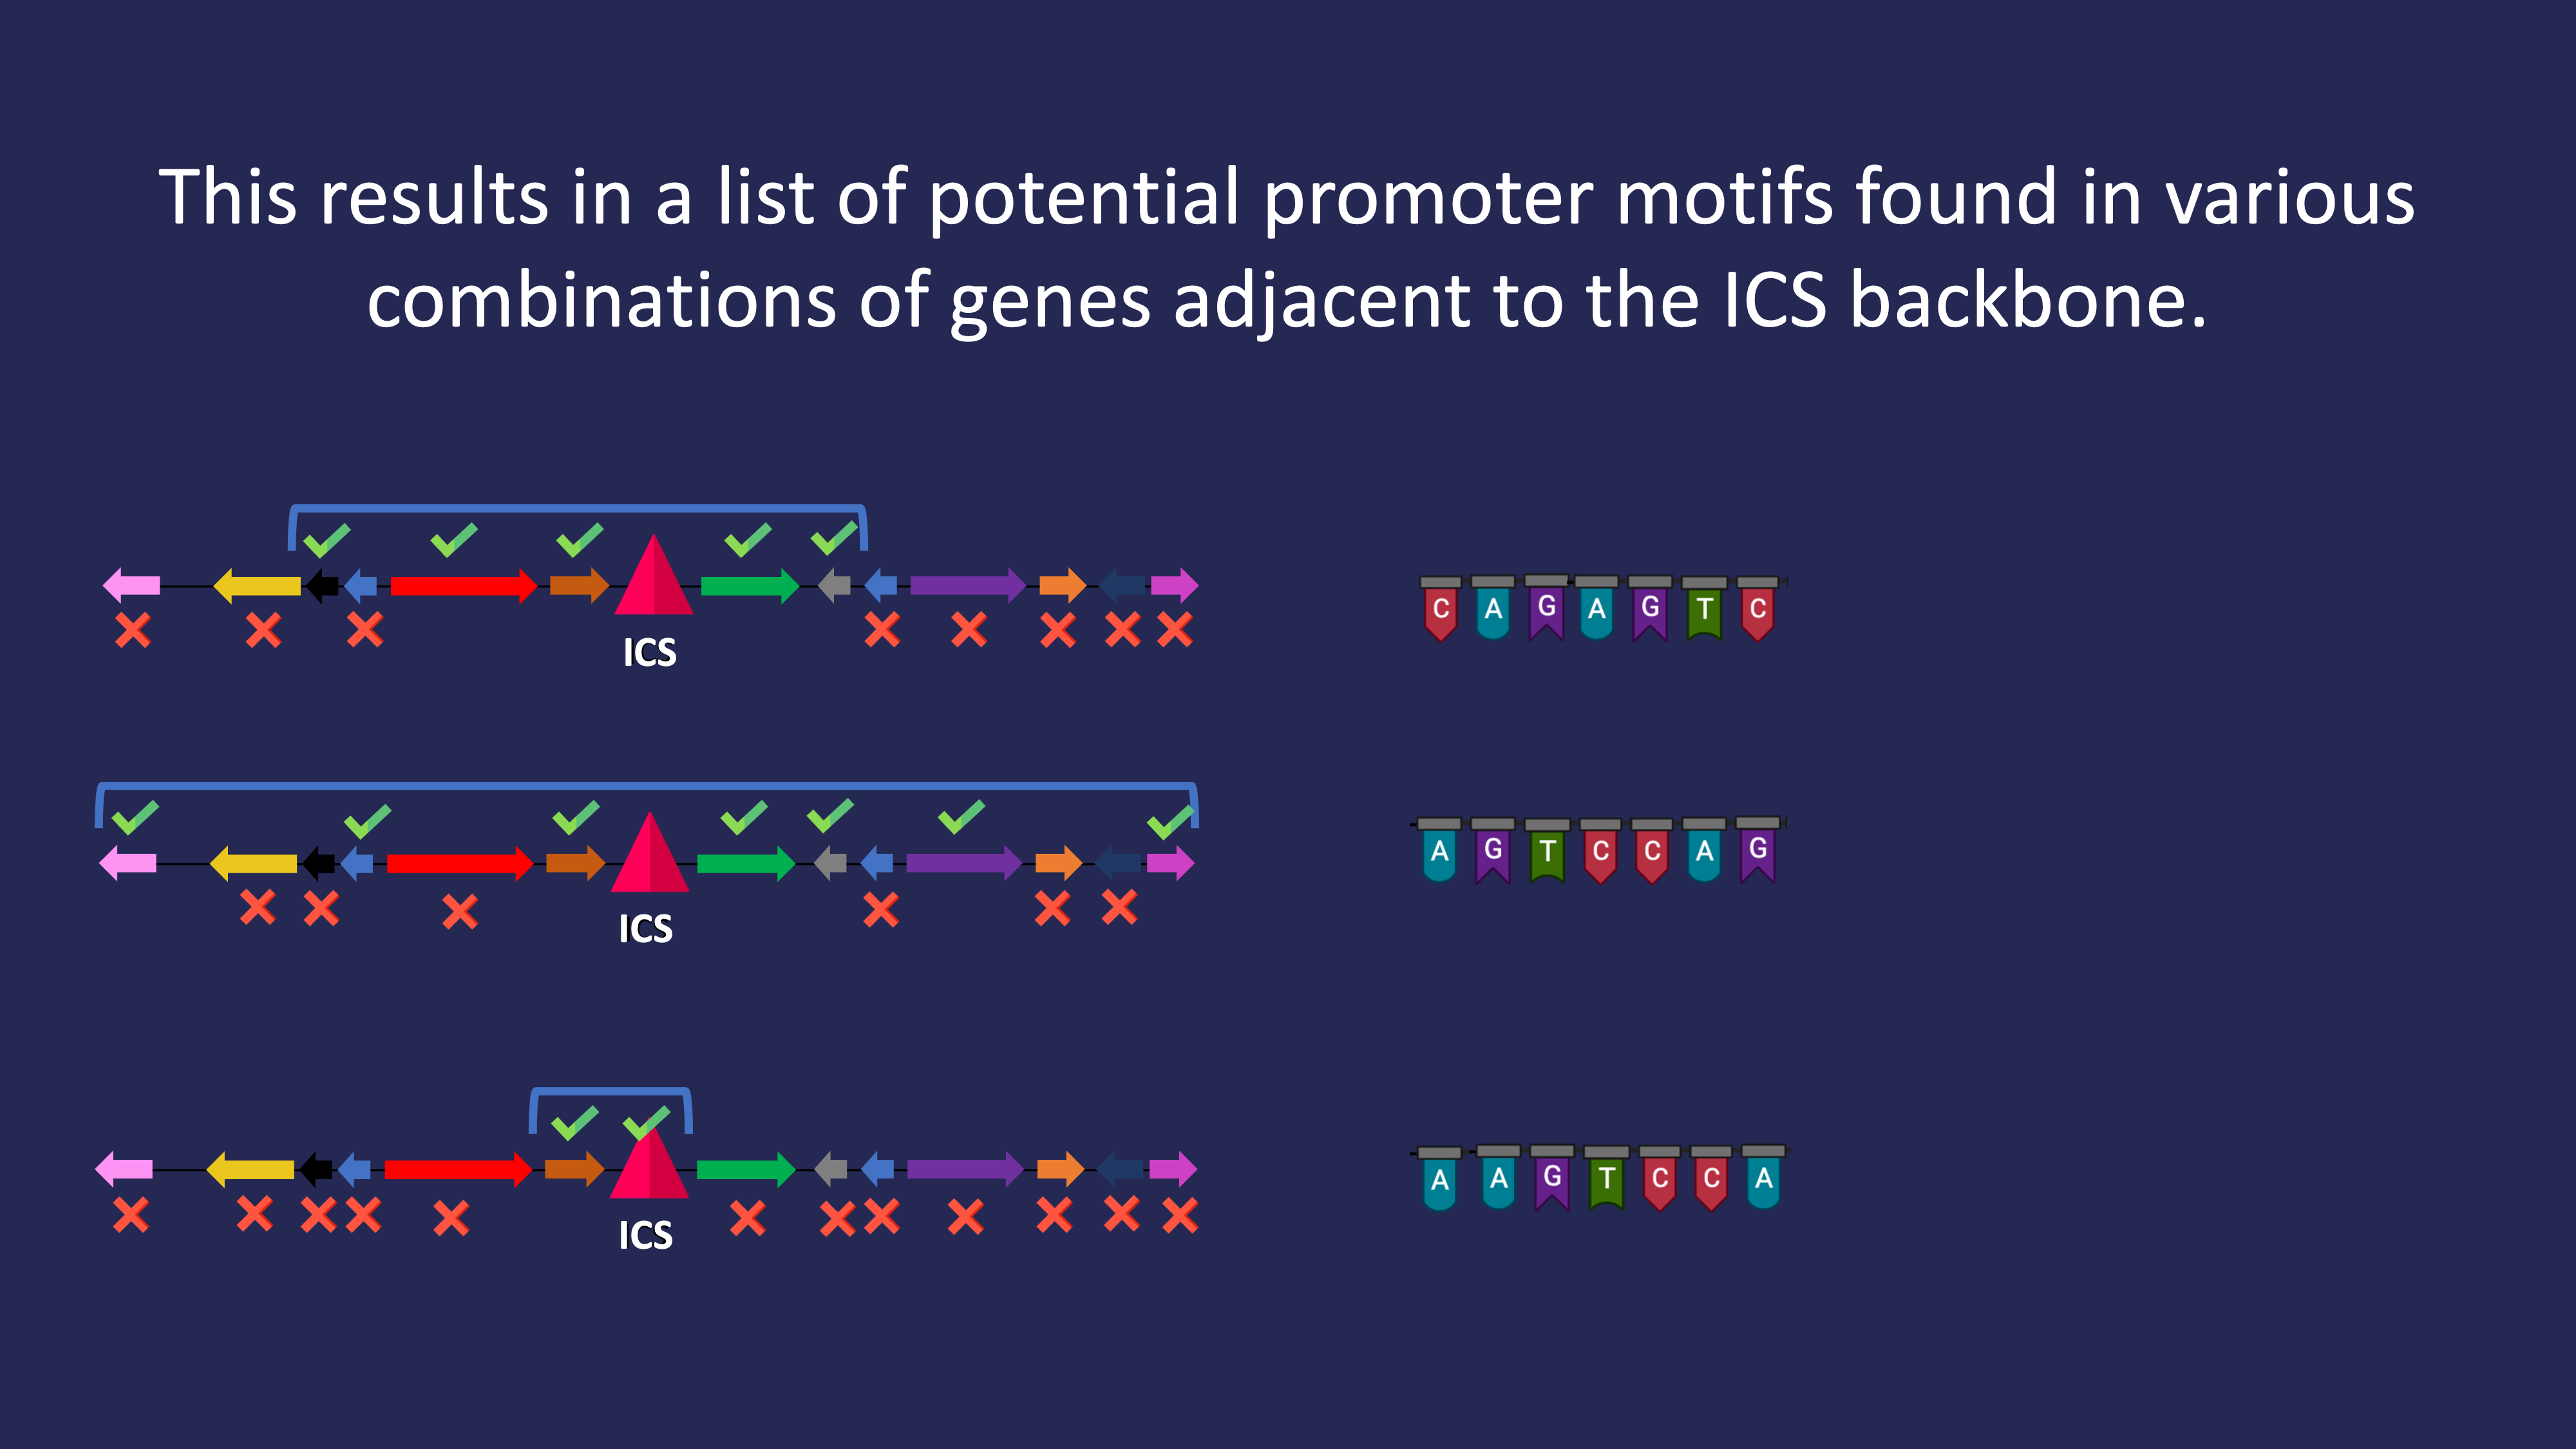 This results in a list of potential promoter motifs found in various
combinations of genes adjacent to the ICS backbone.
ICS
C A G A G T C
ICS
A G T C C A G
ICS
A A G T C C A